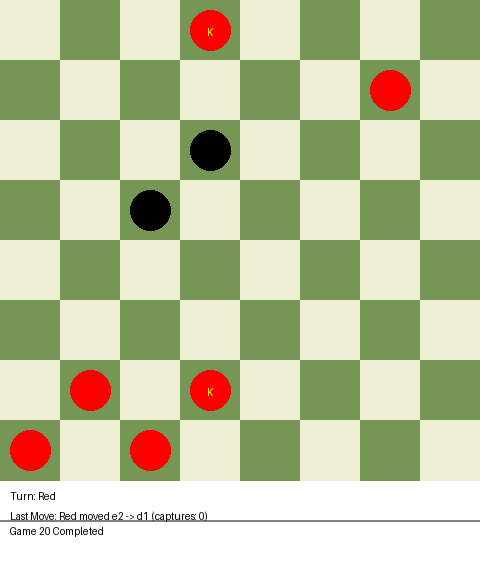 K
K
Turn: Red
Last Move: Red moved e2 -> d1 (captures: 0)
Game 20 Completed